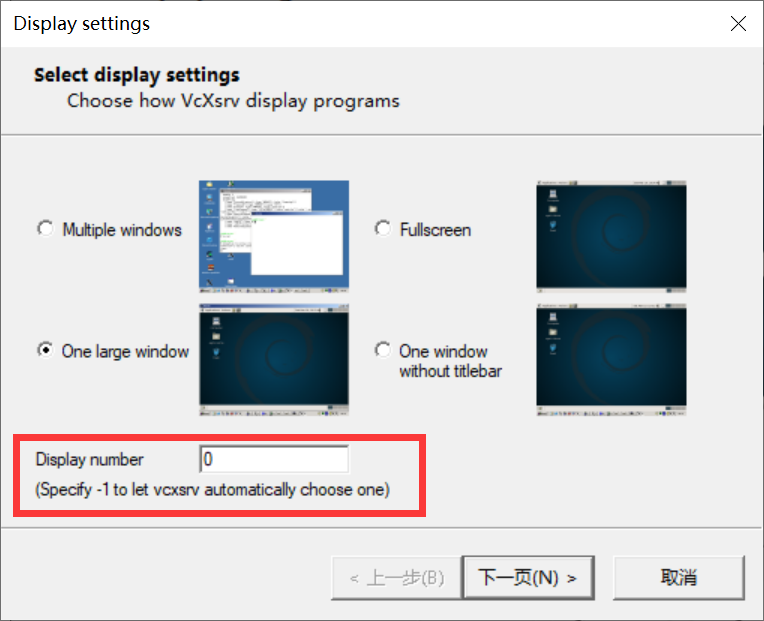 Display settings
Select display settings
Choose how VcXsrv display programs
Multiple windows
Fullscreen
One large window
One window
without titlebar
Display number
0
(Specify -1 to let vcxsrv automatically choose one)
< 上一步(B)
下一页(N) >
取消